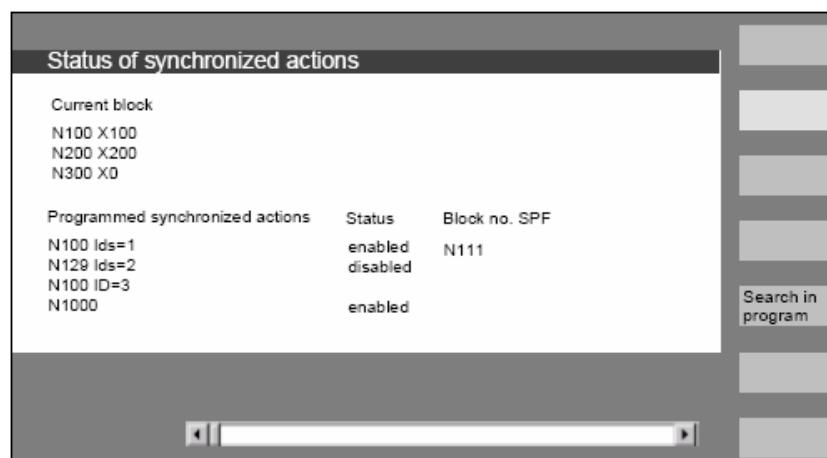 Status of synchronized actions
Current block
N100 X100
N200 X200
N300 X0
Programmed synchronized actions Status Block no. SPF
N100 Ids=1 enabled N111
N129 Ids=2 disabled
N100 ID=3
N1000 enabled
Search in
program